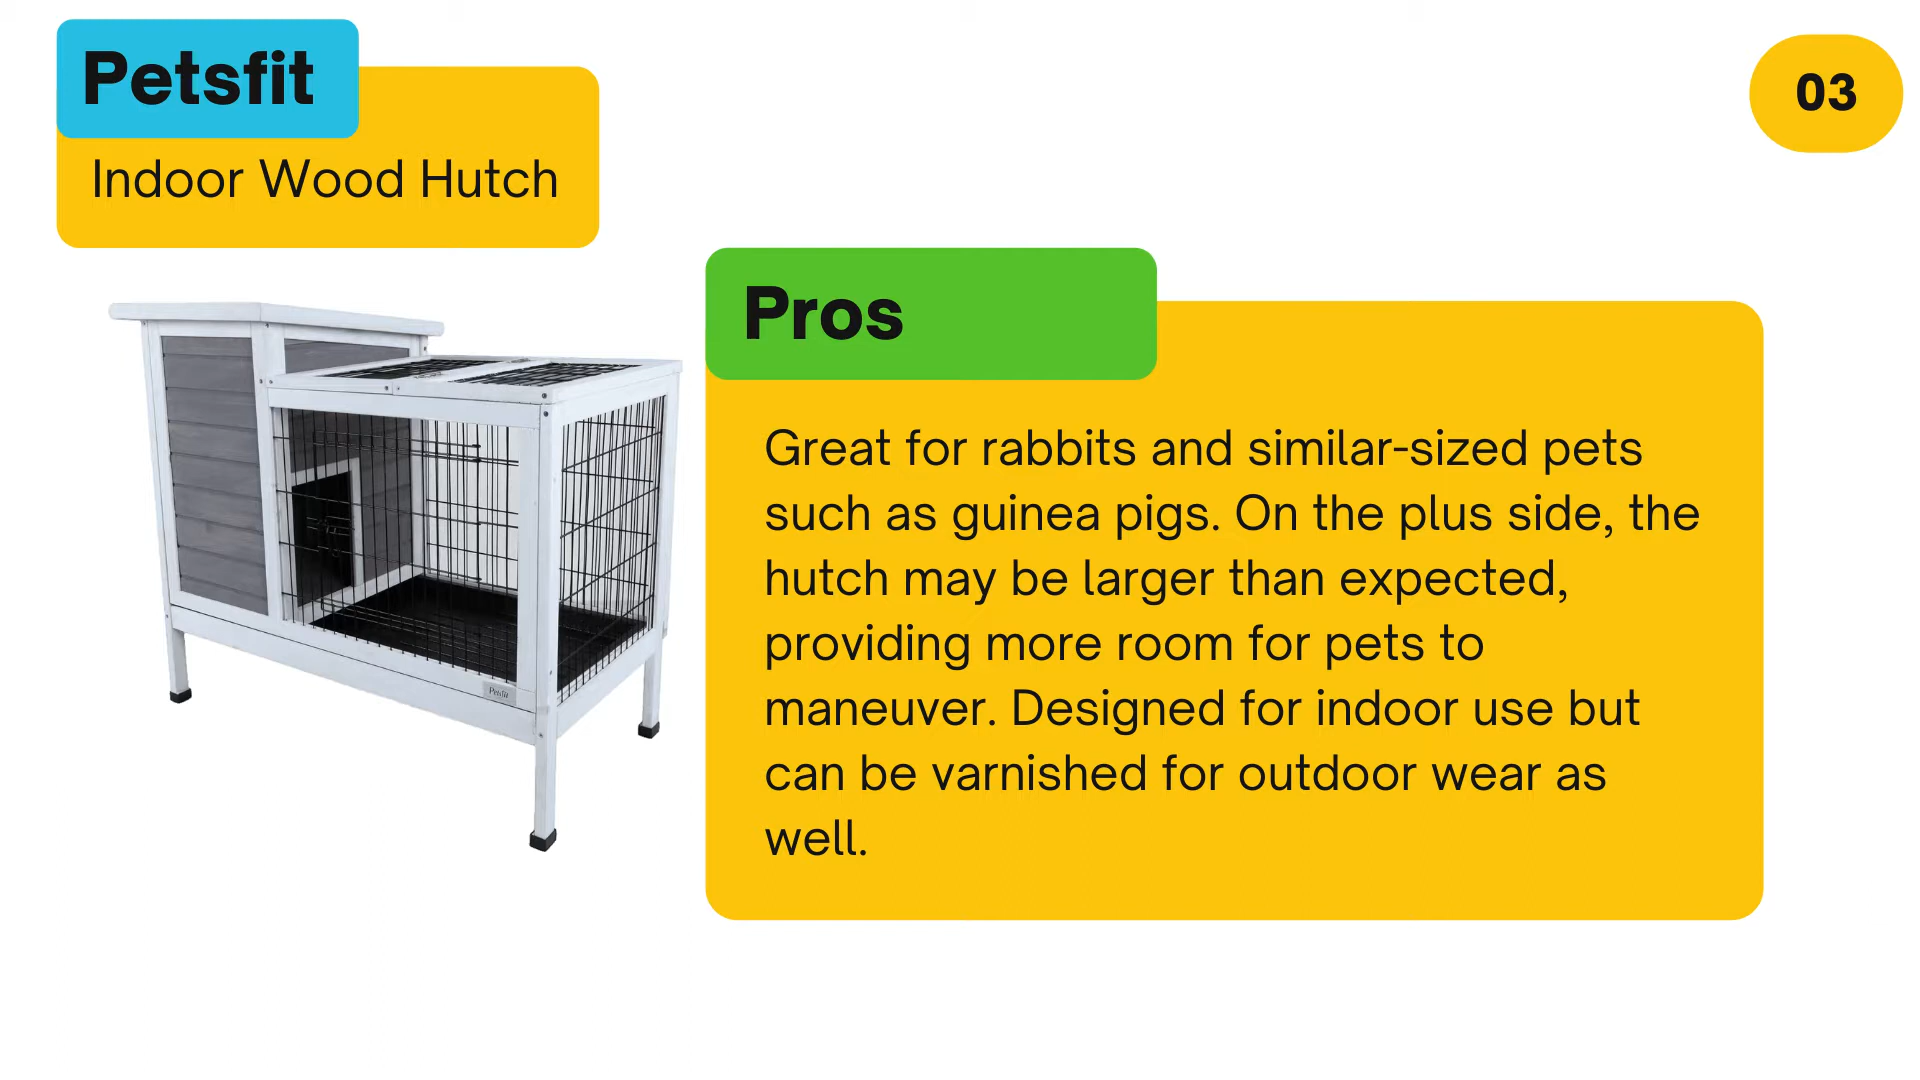 Petsfit
Indoor Wood Hutch
03
Pros
Great for rabbits and similar-sized pets
such as guinea pigs. On the plus side, the
hutch may be larger than expected,
providing more room for pets to
maneuver. Designed for indoor use but
can be varnished for outdoor wear as
well.
Petsfit